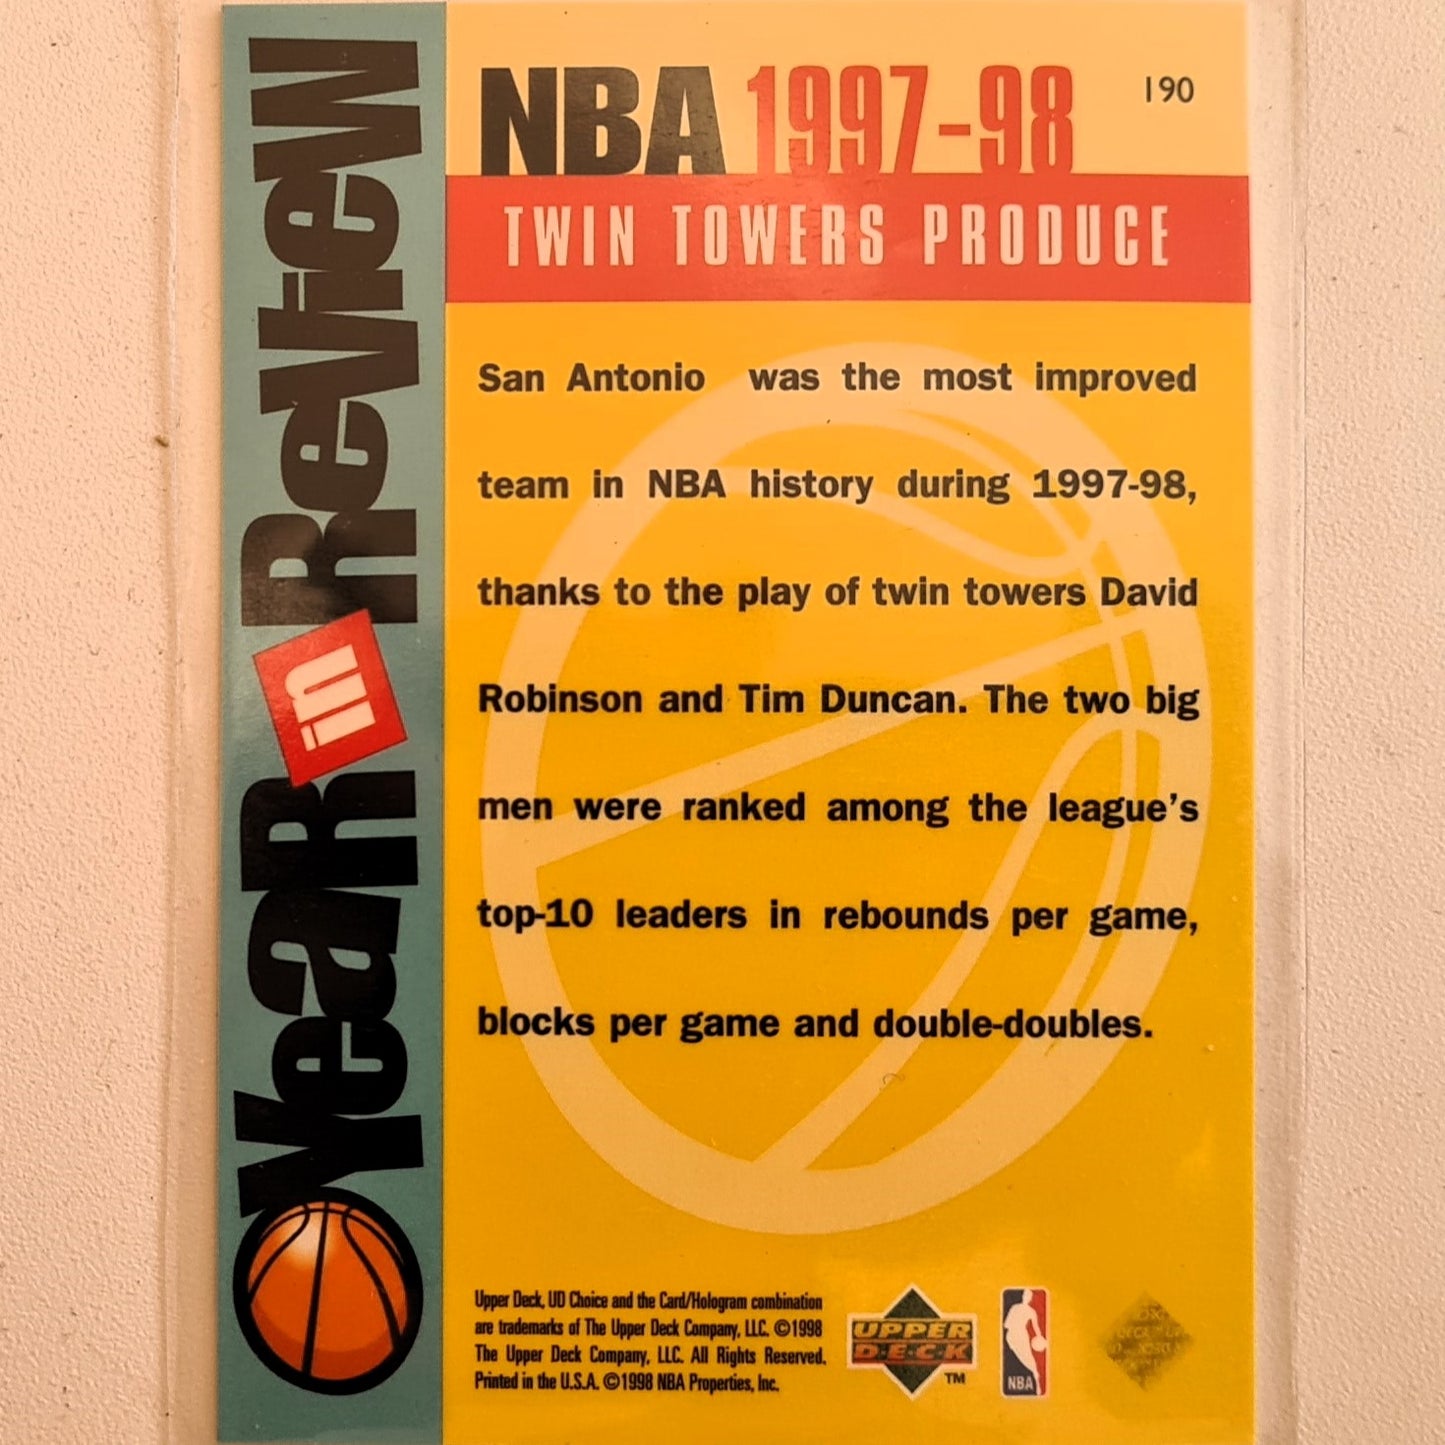 YeaR in ReVieW
NBA 1997-98
190
TWIN TOWERS PRODUCE
San Antonio was the most improved
team in NBA history during 1997-98,
thanks to the play of twin towers David
Robinson and Tim Duncan. The two big
men were ranked among the league's
top-10 leaders in rebounds per game,
blocks per game and double-doubles.
Upper Deck, UD Choice and the Card/Hologram combination
are trademarks of The Upper Deck Company, LLC. ©1998
The Upper Deck Company, LLC. All Rights Reserved.
Printed in the U.S.A. ©1998 NBA Properties, Inc.
UPPER
D·E·C·K
TM
NBA